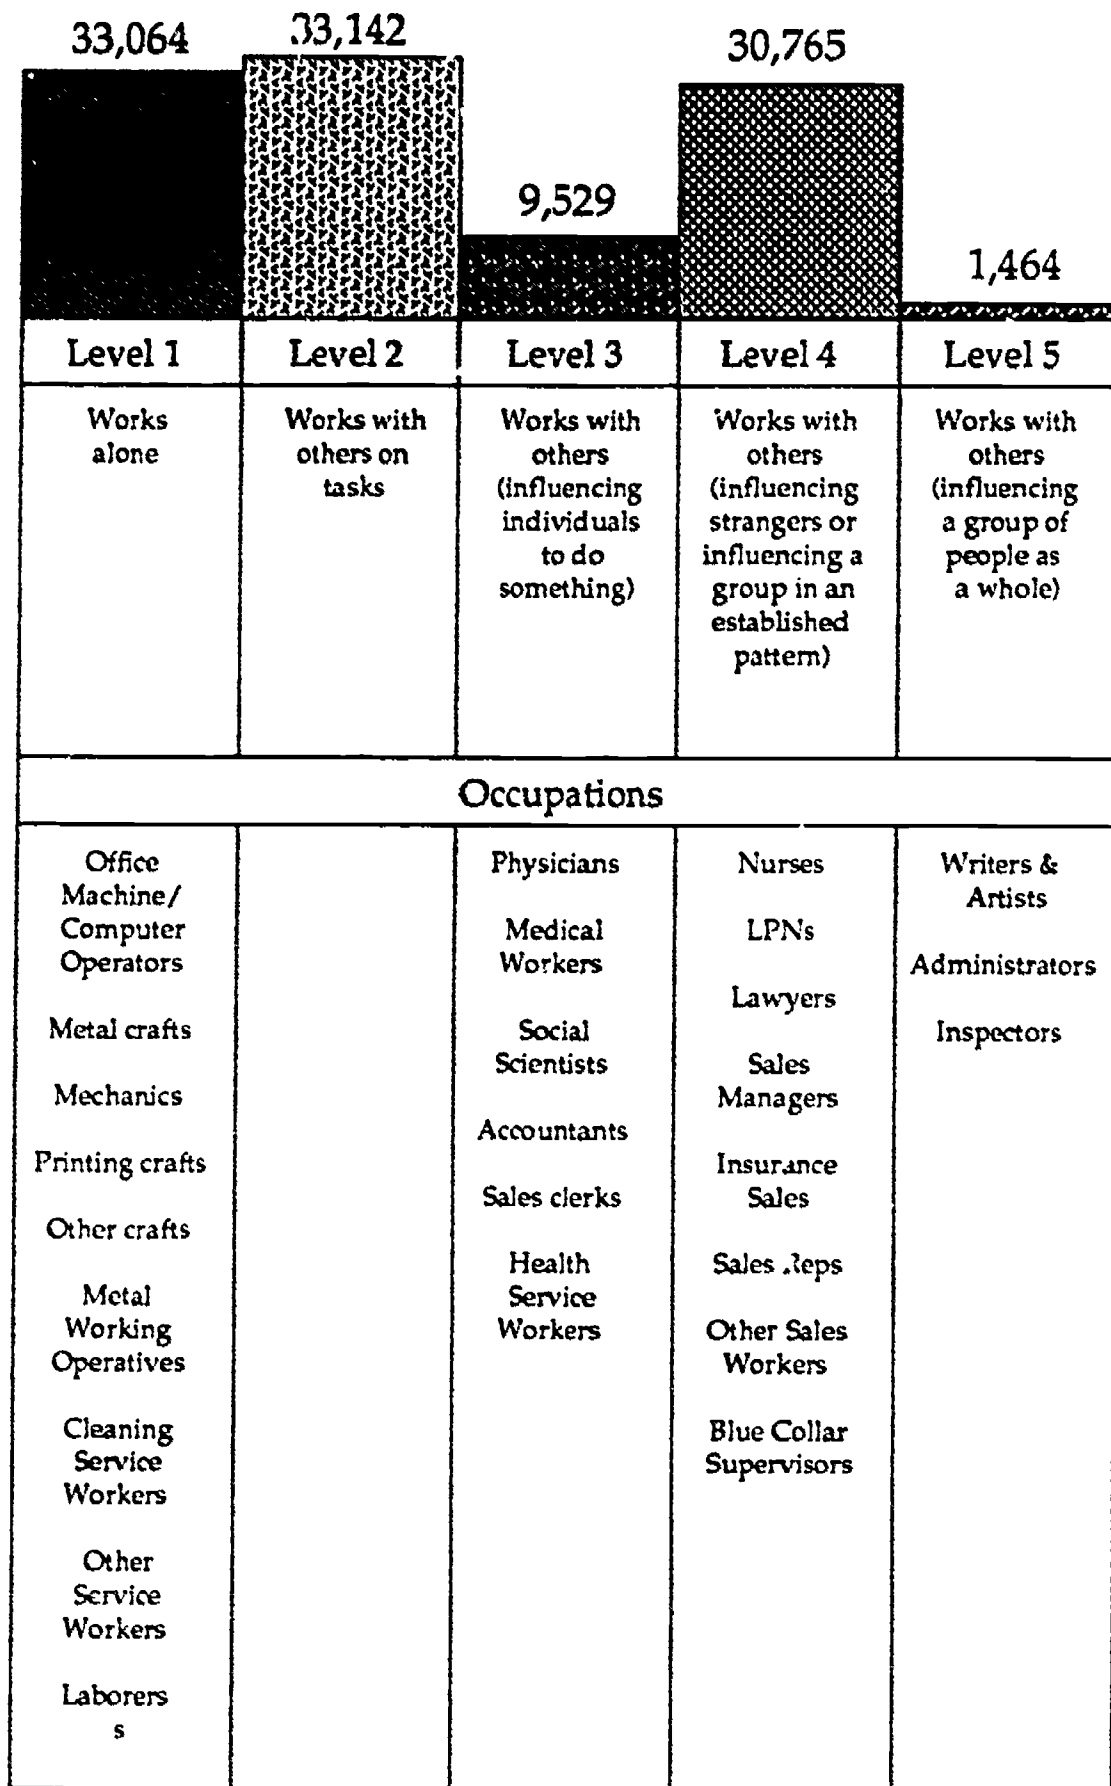 33,064
33,142
9,529
30,765
1,464
Level 1
Level 2
Level 3
Level 4
Level 5
Works
alone
Works with
others on
tasks
Works with
others
(influencing
individuals
to do
something)
Works with
others
(influencing
strangers or
influencing a
group in an
established
pattern)
Works with
others
(influencing
a group of
people as
a whole)
Occupations
Office
Machine/
Computer
Operators
Metal crafts
Mechanics
Printing crafts
Other crafts
Metal
Working
Operatives
Cleaning
Service
Workers
Other
Service
Workers
Laborers
s
Physicians
Medical
Workers
Social
Scientists
Accountants
Sales clerks
Health
Service
Workers
Nurses
LPNs
Lawyers
Sales
Managers
Insurance
Sales
Sales Reps
Other Sales
Workers
Blue Collar
Supervisors
Writers &
Artists
Administrators
Inspectors